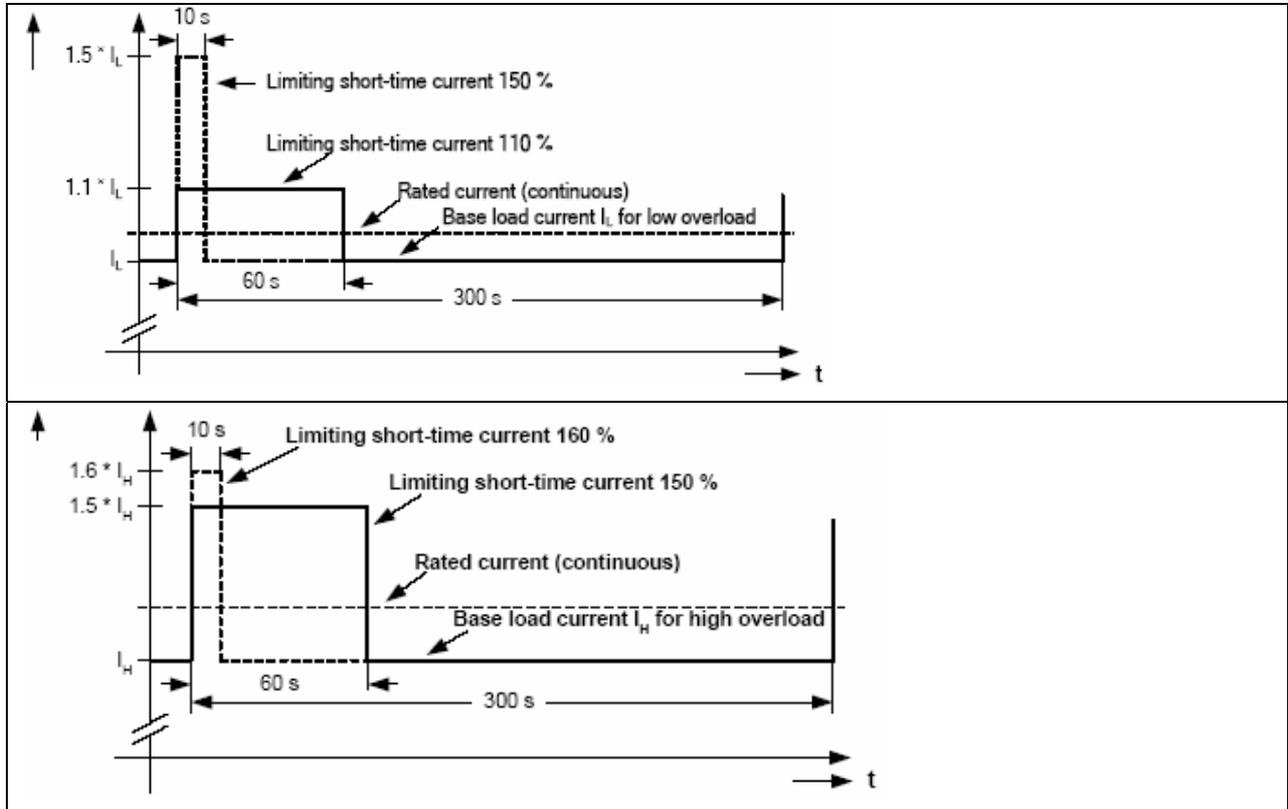 10 s
1.5 * I_L
Limiting short-time current 150 %
Limiting short-time current 110 %
1.1 * I_L
Rated current (continuous)
Base load current I_L for low overload
I_L
60 s
300 s
t
10 s
Limiting short-time current 160 %
1.6 * I_H
Limiting short-time current 150 %
1.5 * I_H
Rated current (continuous)
Base load current I_H for high overload
I_H
60 s
300 s
t